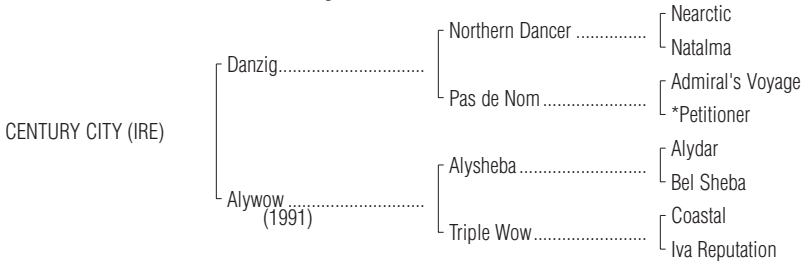 Nearctic
Northern Dancer ...............
Natalma
Danzig...............................
Admiral's Voyage
Pas de Nom ......................
*Petitioner
CENTURY CITY (IRE)
Alydar
Alysheba ...........................
Bel Sheba
Alywow .............................
(1991)
Coastal
Triple Wow........................
Iva Reputation